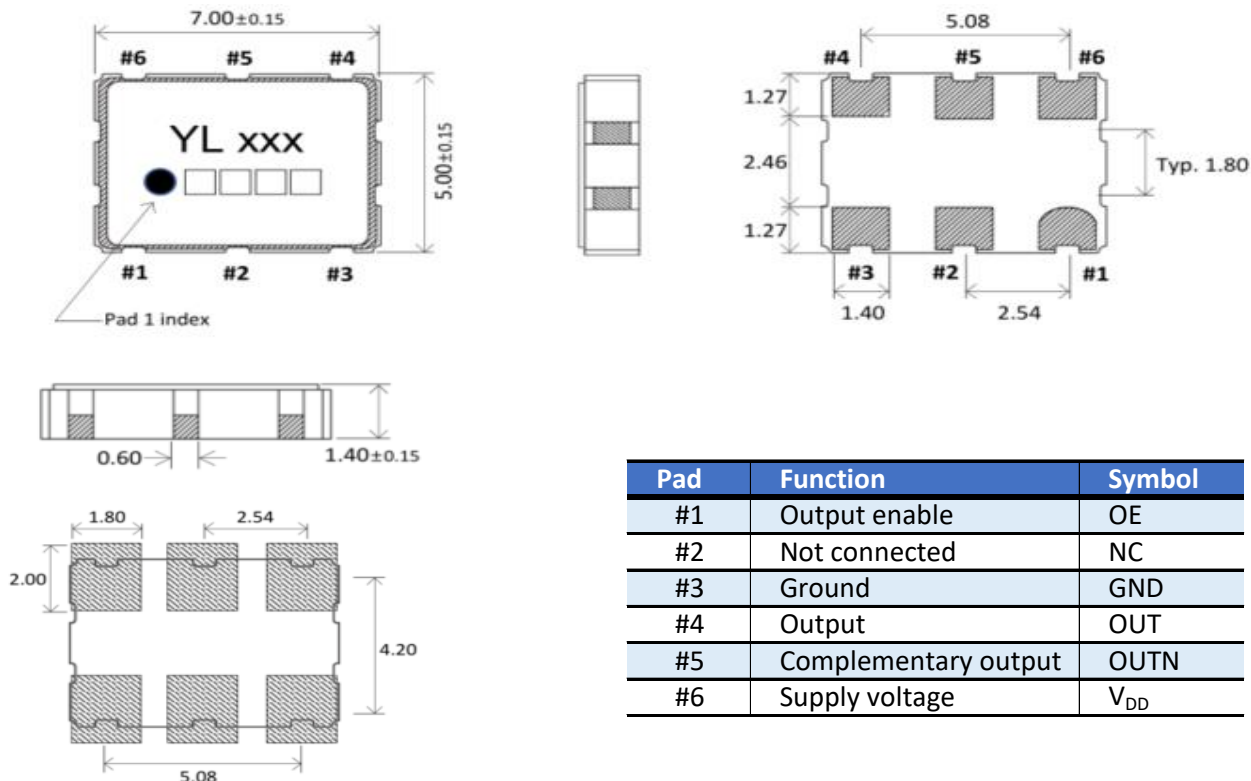 7.00±0.15
#6 #5 #4
YL xxx
5.00±0.15
#1 #2 #3
Pad 1 index
5.08
#4 #5 #6
1.27
2.46
Typ. 1.80
1.27
#3 #2 #1
1.40 2.54
0.60
1.40±0.15
1.80 2.54
2.00
4.20
5.08
Pad Function Symbol
#1 Output enable OE
#2 Not connected NC
#3 Ground GND
#4 Output OUT
#5 Complementary output OUTN
#6 Supply voltage VDD